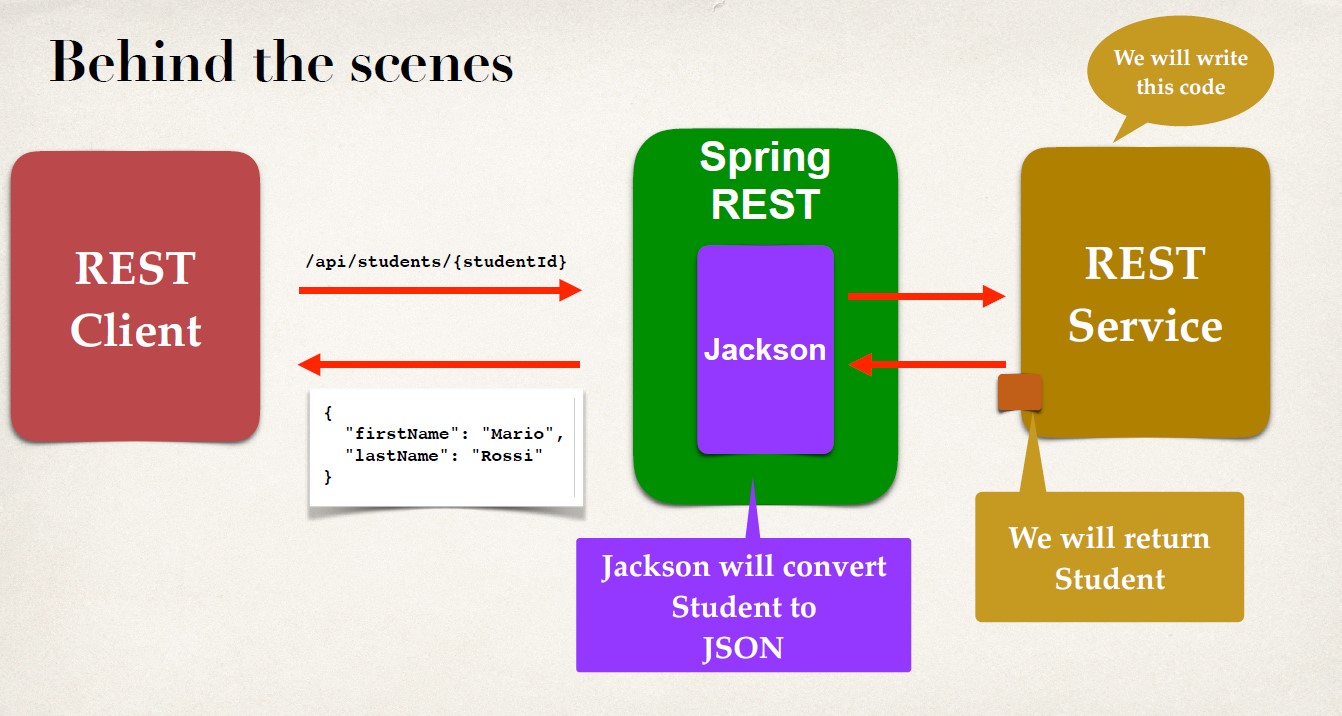 Behind the scenes
We will write
this code
REST
Client
/api/students/{studentId}
{
"firstName": "Mario",
"lastName": "Rossi"
}
Spring
REST
Jackson
REST
Service
Jackson will convert
Student to
JSON
We will return
Student